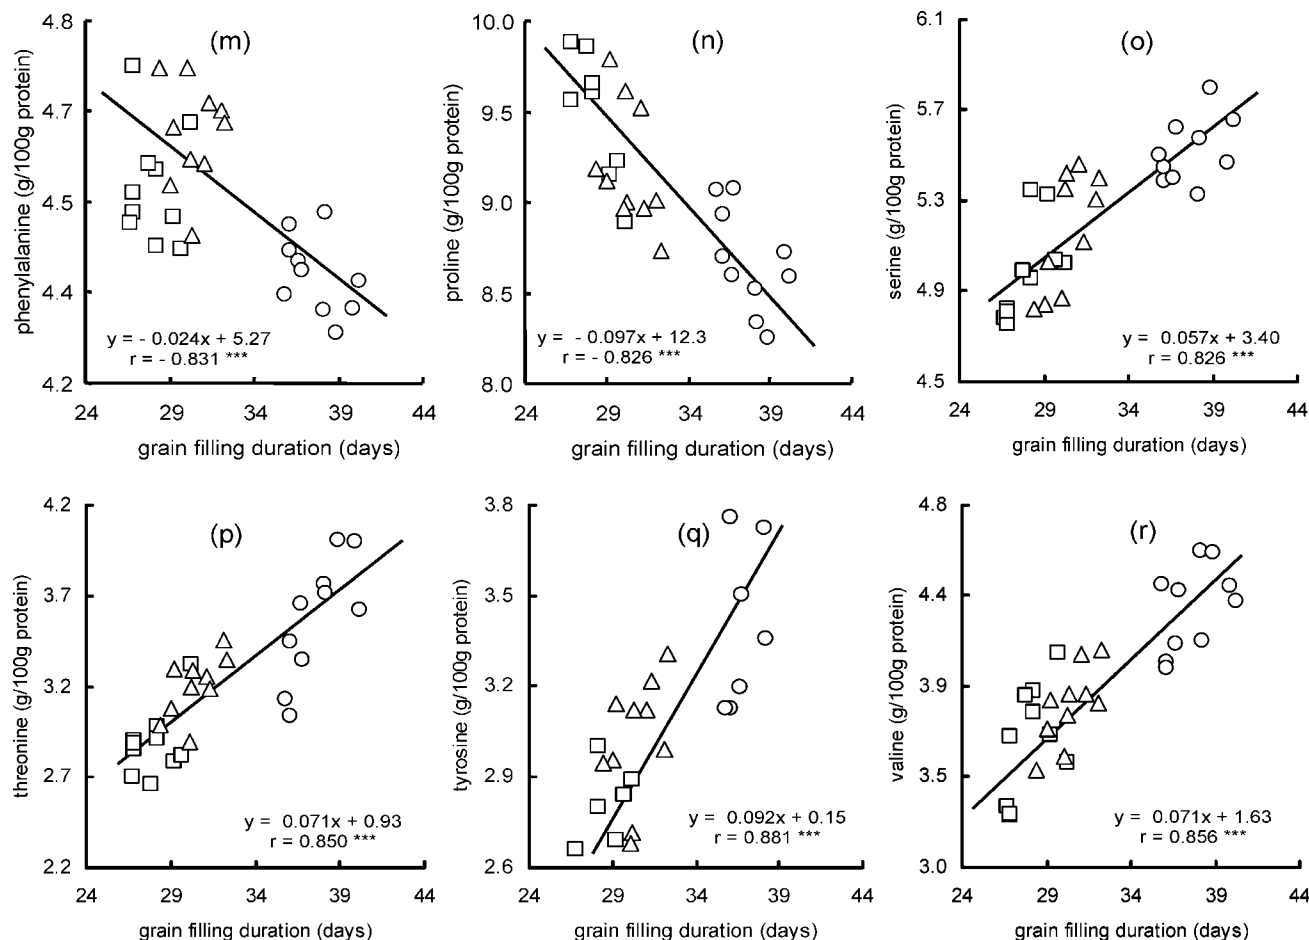 (m)
phenylalanine (g/100g protein)
4.8
4.7
4.5
4.4
4.2
y = - 0.024x + 5.27
r = - 0.831 ***
24 29 34 39 44
grain filling duration (days)
(n)
proline (g/100g protein)
10.0
9.5
9.0
8.5
8.0
y = - 0.097x + 12.3
r = - 0.826 ***
24 29 34 39 44
grain filling duration (days)
(o)
serine (g/100g protein)
6.1
5.7
5.3
4.9
4.5
y = 0.057x + 3.40
r = 0.826 ***
24 29 34 39 44
grain filling duration (days)
(p)
threonine (g/100g protein)
4.2
3.7
3.2
2.7
2.2
y = 0.071x + 0.93
r = 0.850 ***
24 29 34 39 44
grain filling duration (days)
(q)
tyrosine (g/100g protein)
3.8
3.5
3.2
2.9
2.6
y = 0.092x + 0.15
r = 0.881 ***
24 29 34 39 44
grain filling duration (days)
(r)
valine (g/100g protein)
4.8
4.4
3.9
3.5
3.0
y = 0.071x + 1.63
r = 0.856 ***
24 29 34 39 44
grain filling duration (days)